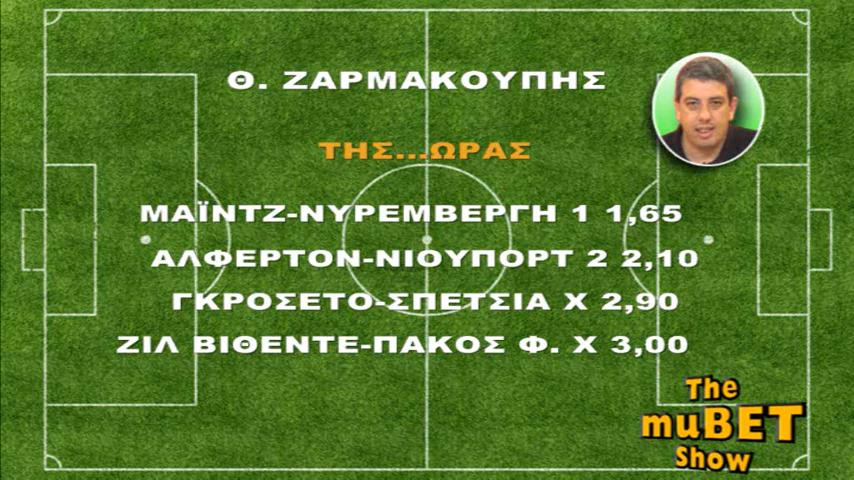 Θ. ΖΑΡΜΑΚΟΥΠΗΣ
ΤΗΣ...ΩΡΑΣ
ΜΑΪΝΤΖ-ΝΥΡΕΜΒΕΡΓΗ 1 1,65
ΑΛΦΕΡΤΟΝ-ΝΙΟΥΠΟΡΤ 2 2,10
ΓΚΡΟΣΕΤΟ-ΣΠΕΤΣΙΑ Χ 2,90
ΖΙΛ ΒΙΘΕΝΤΕ-ΠΑΚΟΣ Φ. Χ 3,00
The
muBET
Show